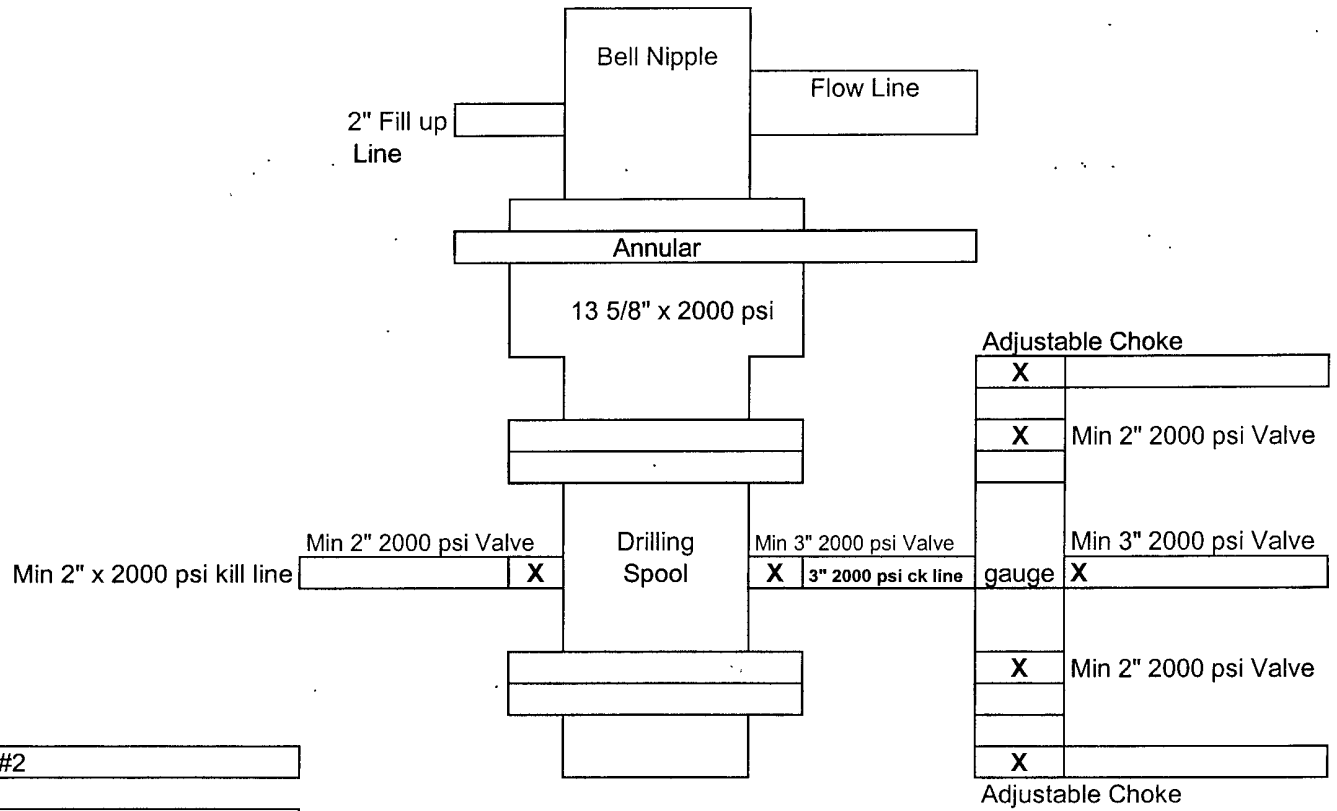 Bell Nipple
Flow Line
2" Fill up
Line
Annular
13 5/8" x 2000 psi
Adjustable Choke
X
X Min 2" 2000 psi Valve
Min 2" 2000 psi Valve
Drilling
Spool
Min 3" 2000 psi Valve
Min 3" 2000 psi Valve
Min 2" x 2000 psi kill line
X
X 3" 2000 psi ck line
gauge X
X Min 2" 2000 psi Valve
#2
X
Adjustable Choke